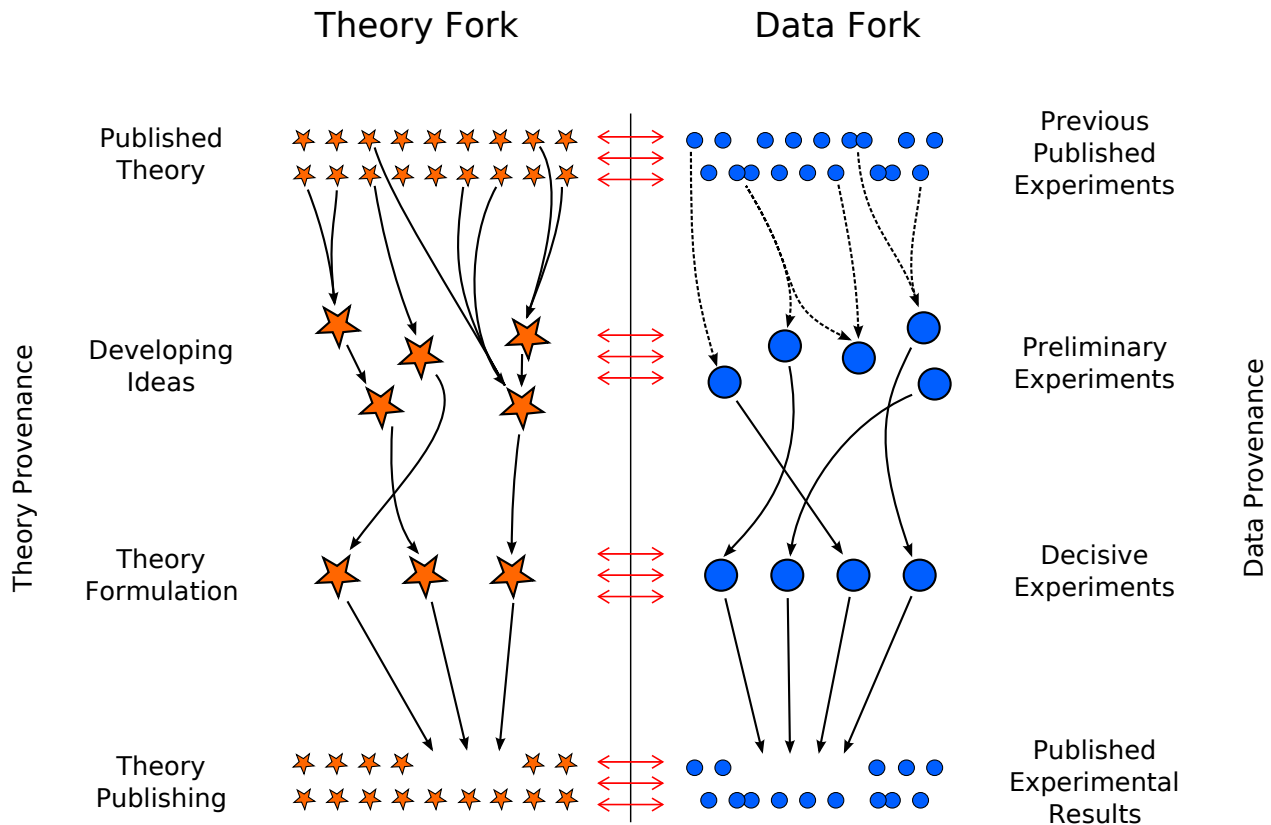 Theory Fork
Data Fork
Published
Theory
Previous
Published
Experiments
Developing
Ideas
Preliminary
Experiments
Theory Provenance
Data Provenance
Theory
Formulation
Decisive
Experiments
Theory
Publishing
Published
Experimental
Results